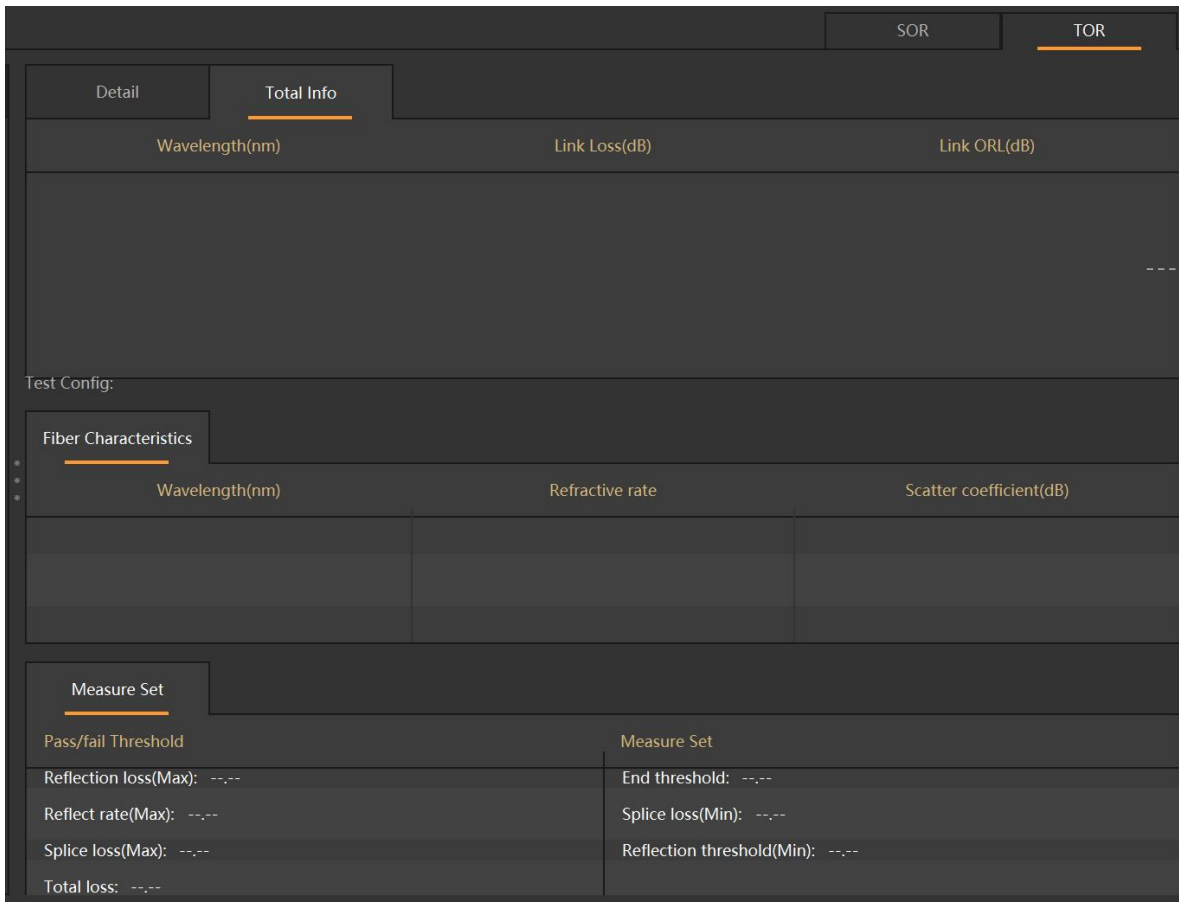 SOR TOR
Detail Total Info
Wavelength(nm) Link Loss(dB) Link ORL(dB)
---
Test Config:
Fiber Characteristics
Wavelength(nm) Refractive rate Scatter coefficient(dB)
Measure Set
Pass/fail Threshold Measure Set
Reflection loss(Max): --.-- End threshold: --.--
Reflect rate(Max): --.-- Splice loss(Min): --.--
Splice loss(Max): --.-- Reflection threshold(Min): --.--
Total loss: --.--